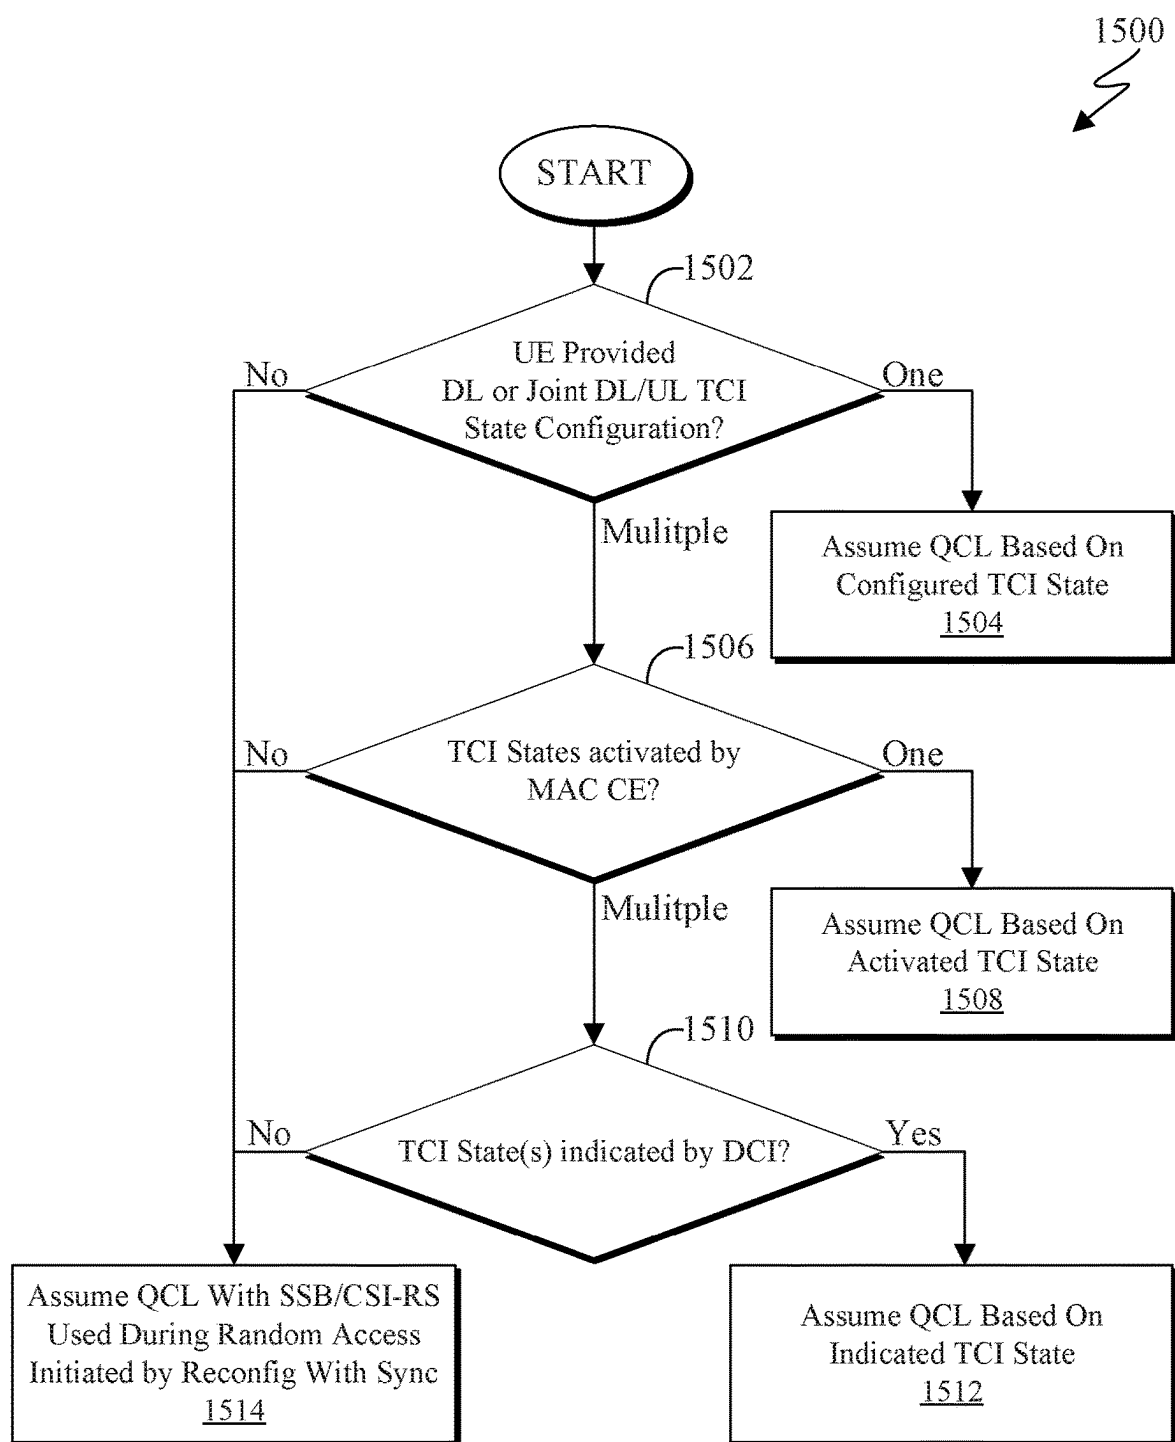 1500
START
1502
UE Provided
DL or Joint DL/UL TCI
State Configuration?
No
One
Mulitple
Assume QCL Based On
Configured TCI State
1504
1506
TCI States activated by
MAC CE?
No
One
Mulitple
Assume QCL Based On
Activated TCI State
1508
1510
TCI State(s) indicated by DCI?
No
Yes
Assume QCL With SSB/CSI-RS
Used During Random Access
Initiated by Reconfig With Sync
1514
Assume QCL Based On
Indicated TCI State
1512